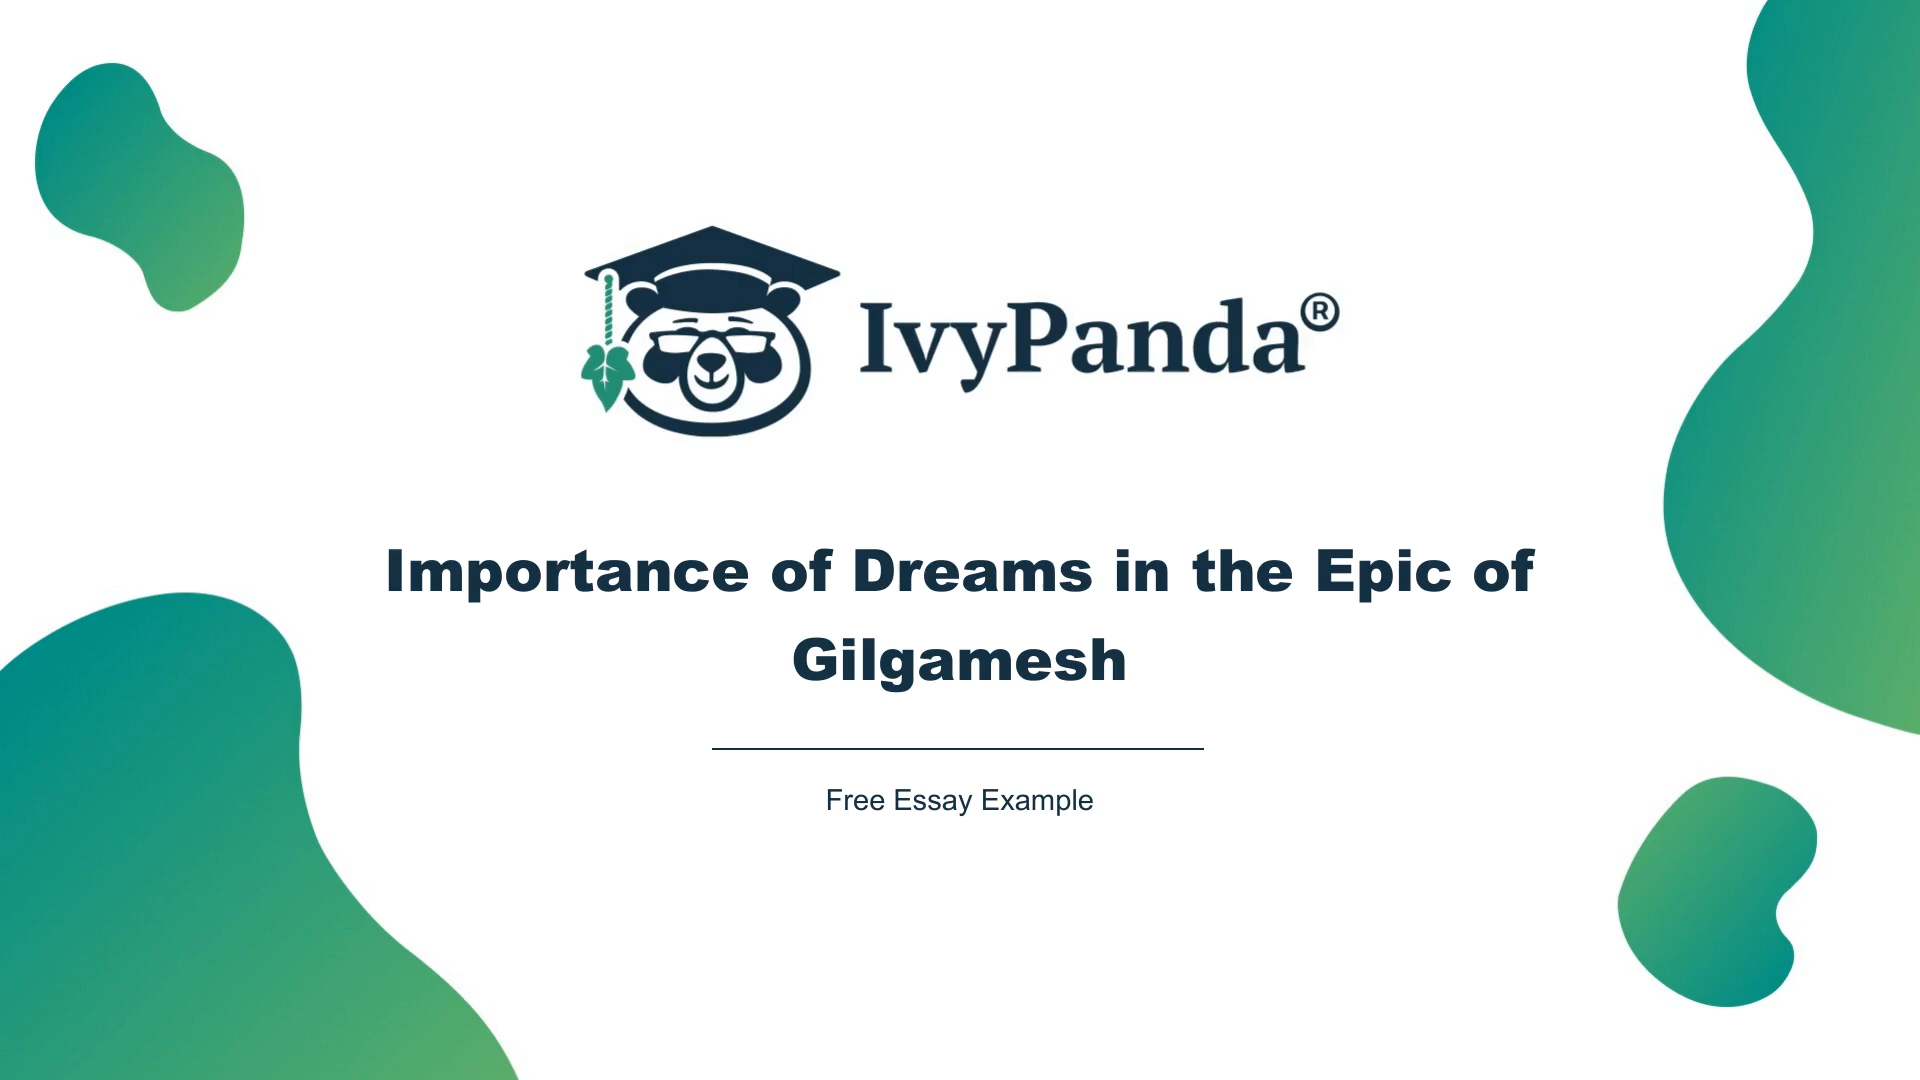 IvyPanda®
Importance of Dreams in the Epic of
Gilgamesh
Free Essay Example